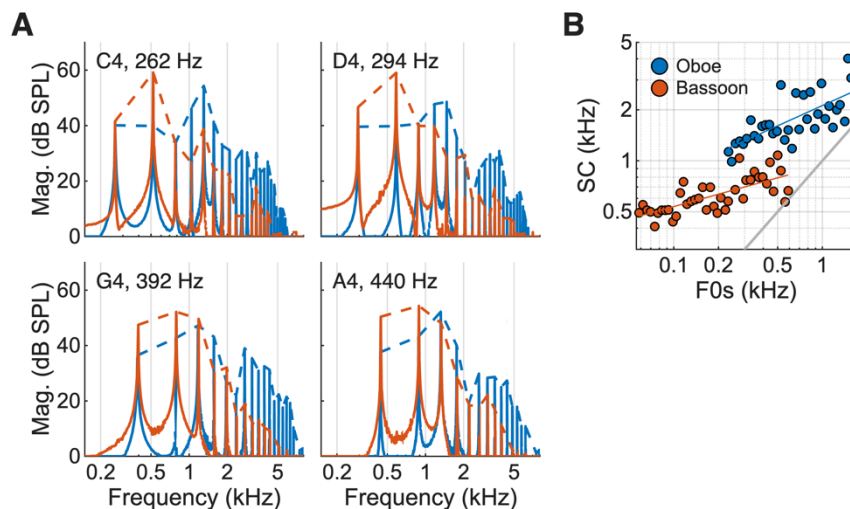 A
B
C4, 262 Hz
D4, 294 Hz
60
40
20
0
Mag. (dB SPL)
G4, 392 Hz
A4, 440 Hz
60
40
20
0
Mag. (dB SPL)
0.2 0.5 1 2 5
Frequency (kHz)
0.2 0.5 1 2 5
Frequency (kHz)
Oboe
Bassoon
5
2
1
0.5
SC (kHz)
0.1 0.2 0.5 1
F0s (kHz)